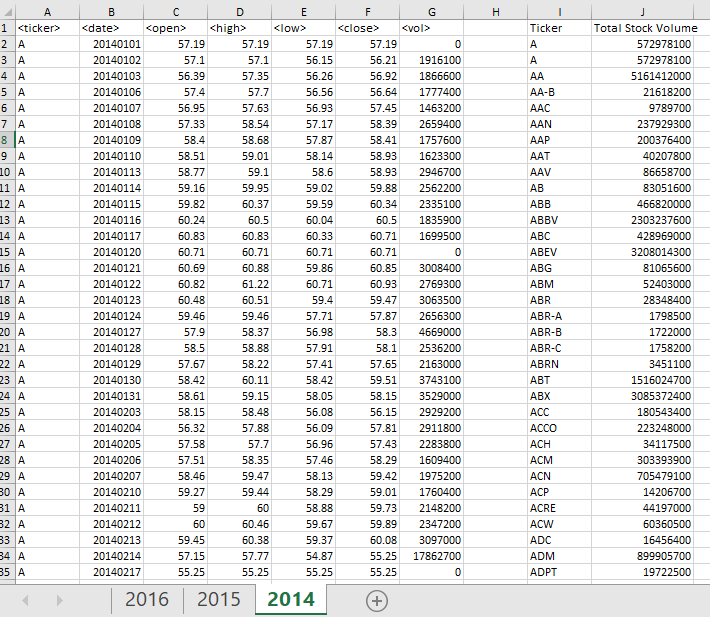 A B C D E F G H I J
1 <ticker> <date> <open> <high> <low> <close> <vol> Ticker Total Stock Volume
2 A 20140101 57.19 57.19 57.19 57.19 0 A 572978100
3 A 20140102 57.1 57.1 56.15 56.21 1916100 A 572978100
4 A 20140103 56.39 57.35 56.26 56.92 1866600 AA 5161412000
5 A 20140106 57.4 57.7 56.56 56.64 1777400 AA-B 21618200
6 A 20140107 56.95 57.63 56.93 57.45 1463200 AAC 9789700
7 A 20140108 57.33 58.54 57.17 58.39 2659400 AAN 237929300
8 A 20140109 58.4 58.68 57.87 58.41 1757600 AAP 200376400
9 A 20140110 58.51 59.01 58.14 58.93 1623300 AAT 40207800
10 A 20140113 58.77 59.1 58.6 58.93 2946700 AAV 86658700
11 A 20140114 59.16 59.95 59.02 59.88 2562200 AB 83051600
12 A 20140115 59.82 60.37 59.59 60.34 2335100 ABB 466820000
13 A 20140116 60.24 60.5 60.04 60.5 1835900 ABBV 2303237600
14 A 20140117 60.83 60.83 60.33 60.71 1699500 ABC 428969000
15 A 20140120 60.71 60.71 60.71 60.71 0 ABEV 3208014300
16 A 20140121 60.69 60.88 59.86 60.85 3008400 ABG 81065600
17 A 20140122 60.82 61.22 60.71 60.93 2769300 ABM 52403000
18 A 20140123 60.48 60.51 59.4 59.47 3063500 ABR 28348400
19 A 20140124 59.46 59.46 57.71 57.87 2656300 ABR-A 1798500
20 A 20140127 57.9 58.37 56.98 58.3 4669000 ABR-B 1722000
21 A 20140128 58.5 58.88 57.91 58.1 2536200 ABR-C 1758200
22 A 20140129 57.67 58.22 57.41 57.65 2163000 ABRN 3451100
23 A 20140130 58.42 60.11 58.42 59.51 3743100 ABT 1516024700
24 A 20140131 58.61 59.15 58.05 58.15 3529000 ABX 3085372400
25 A 20140203 58.15 58.48 56.08 56.15 2929200 ACC 180543400
26 A 20140204 56.32 57.88 56.09 57.81 2911800 ACCO 223248000
27 A 20140205 57.58 57.7 56.96 57.43 2283800 ACH 34117500
28 A 20140206 57.51 58.35 57.46 58.29 1609400 ACM 303393900
29 A 20140207 58.46 59.47 58.13 59.42 1975200 ACN 705479100
30 A 20140210 59.27 59.44 58.29 59.01 1760400 ACP 14206700
31 A 20140211 59 60 58.88 59.73 2148200 ACRE 44197000
32 A 20140212 60 60.46 59.67 59.89 2347200 ACW 60360500
33 A 20140213 59.45 60.38 59.37 60.08 3097000 ADC 16456400
34 A 20140214 57.15 57.77 54.87 55.25 17862700 ADM 899905700
35 A 20140217 55.25 55.25 55.25 55.25 0 ADPT 19722500
2016 2015 2014